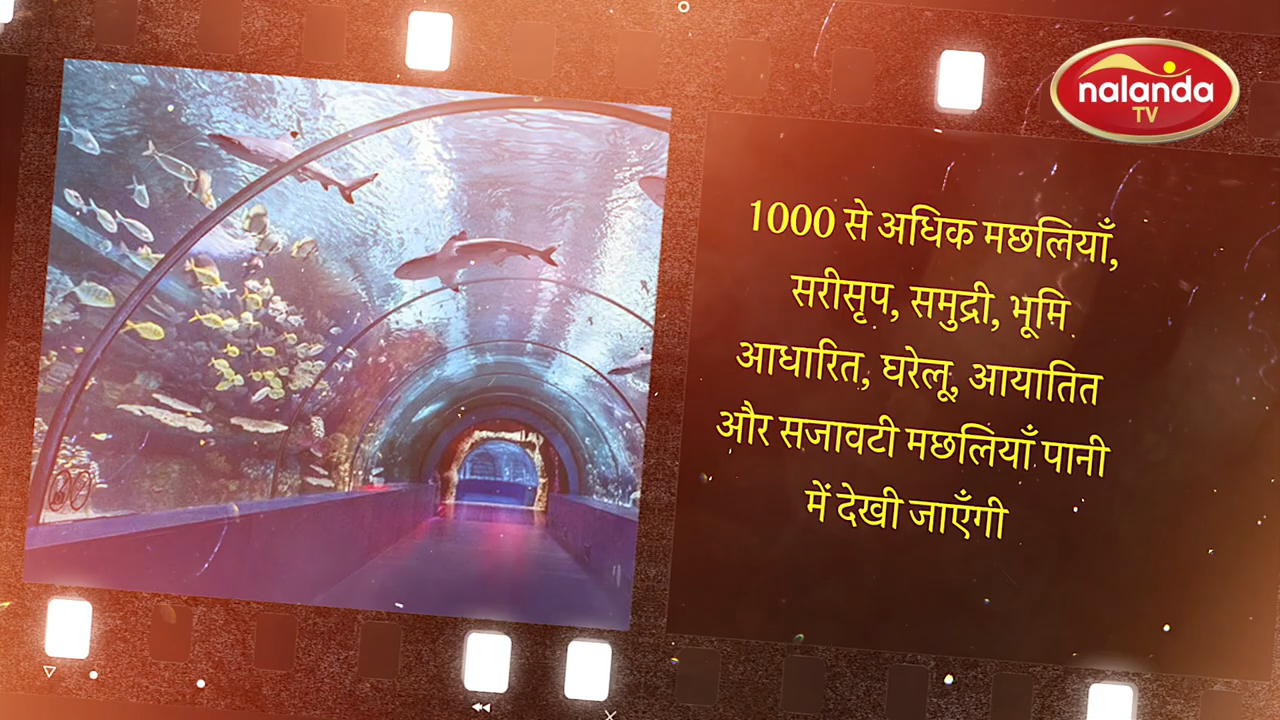 nalanda
TV
1000 से अधिक मछलियाँ,
सरीसृप, समुद्री, भूमि
आधारित, घरेलू, आयातित
और सजावटी मछलियाँ पानी
में देखी जाएँगी